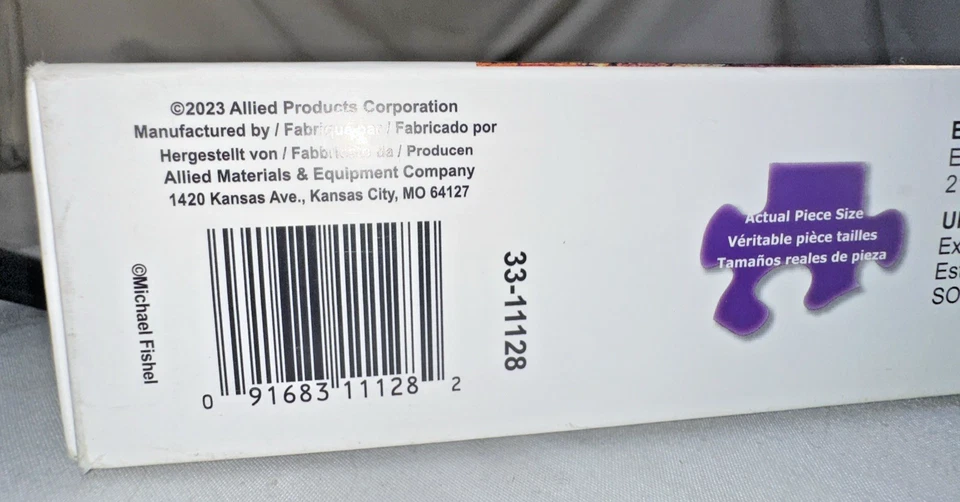 ©2023 Allied Products Corporation
Manufactured by / Fabriqué par / Fabricado por
Hergestellt von / da / Producen
Allied Materials & Equipment Company
1420 Kansas Ave., Kansas City, MO 64127
©Michael Fishel
0 91683 11128 2
33-11128
Actual Piece Size
Véritable pièce tailles
Tamaños reales de pieza